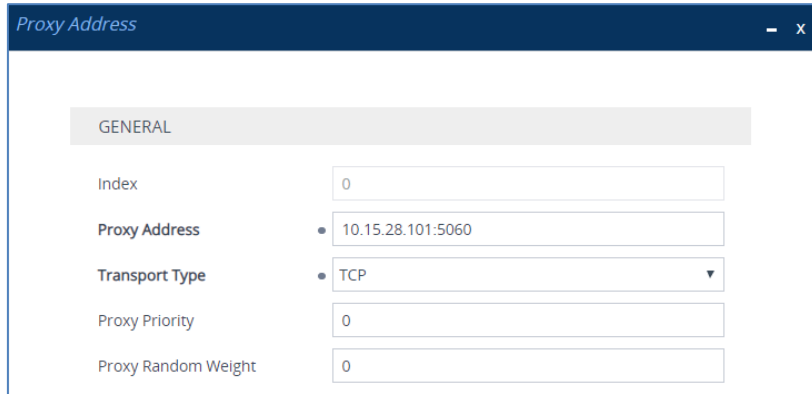 Proxy Address
– x
GENERAL
Index 0
Proxy Address 10.15.28.101:5060
Transport Type TCP
Proxy Priority 0
Proxy Random Weight 0